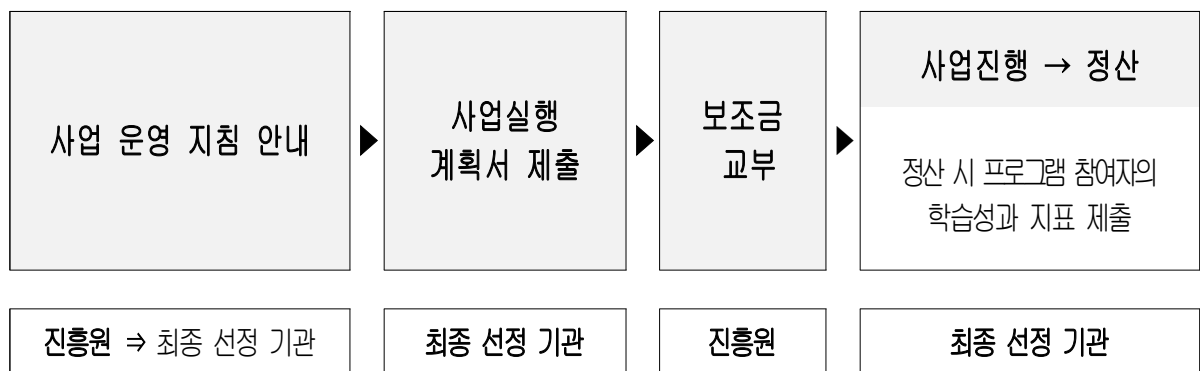 사업 운영 지침 안내
▶
사업실행
계획서 제출
▶
보조금
교부
▶
사업진행 → 정산
정산 시 프로그램 참여자의
학습성과 지표 제출
진흥원 ⇒ 최종 선정 기관
최종 선정 기관
진흥원
최종 선정 기관